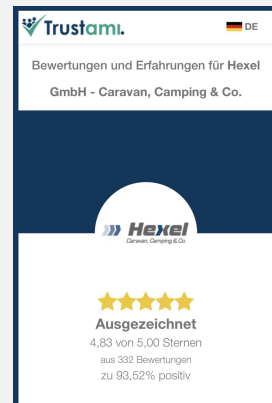 Trustami.
DE
Bewertungen und Erfahrungen für Hexel
GmbH - Caravan, Camping & Co.
Hexel
Caravan, Camping & Co.
Ausgezeichnet
4,83 von 5,00 Sternen
aus 332 Bewertungen
zu 93,52% positiv